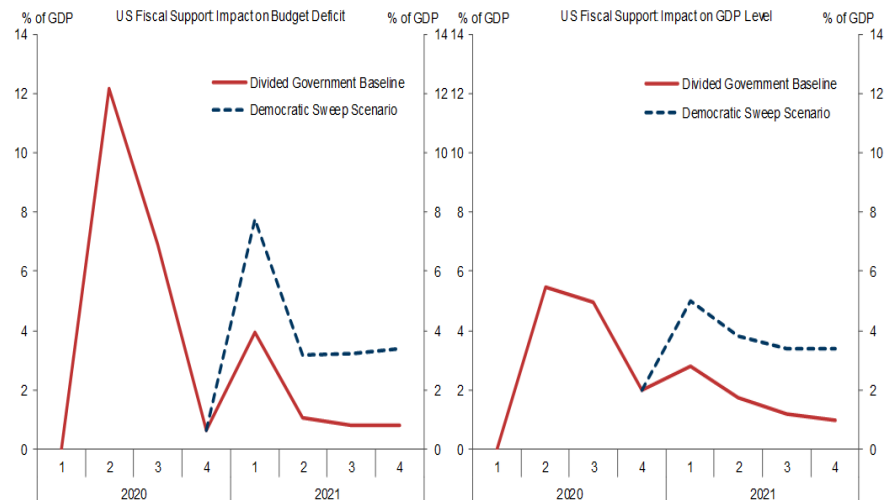 % of GDP US Fiscal Support: Impact on Budget Deficit % of GDP
14 14
12 12
10 10
8 8
6 6
4 4
2 2
0 0
Divided Government Baseline
Democratic Sweep Scenario
1 2 3 4 1 2 3 4
2020 2021
% of GDP US Fiscal Support: Impact on GDP Level % of GDP
14 14
12 12
10 10
8 8
6 6
4 4
2 2
0 0
Divided Government Baseline
Democratic Sweep Scenario
1 2 3 4 1 2 3 4
2020 2021